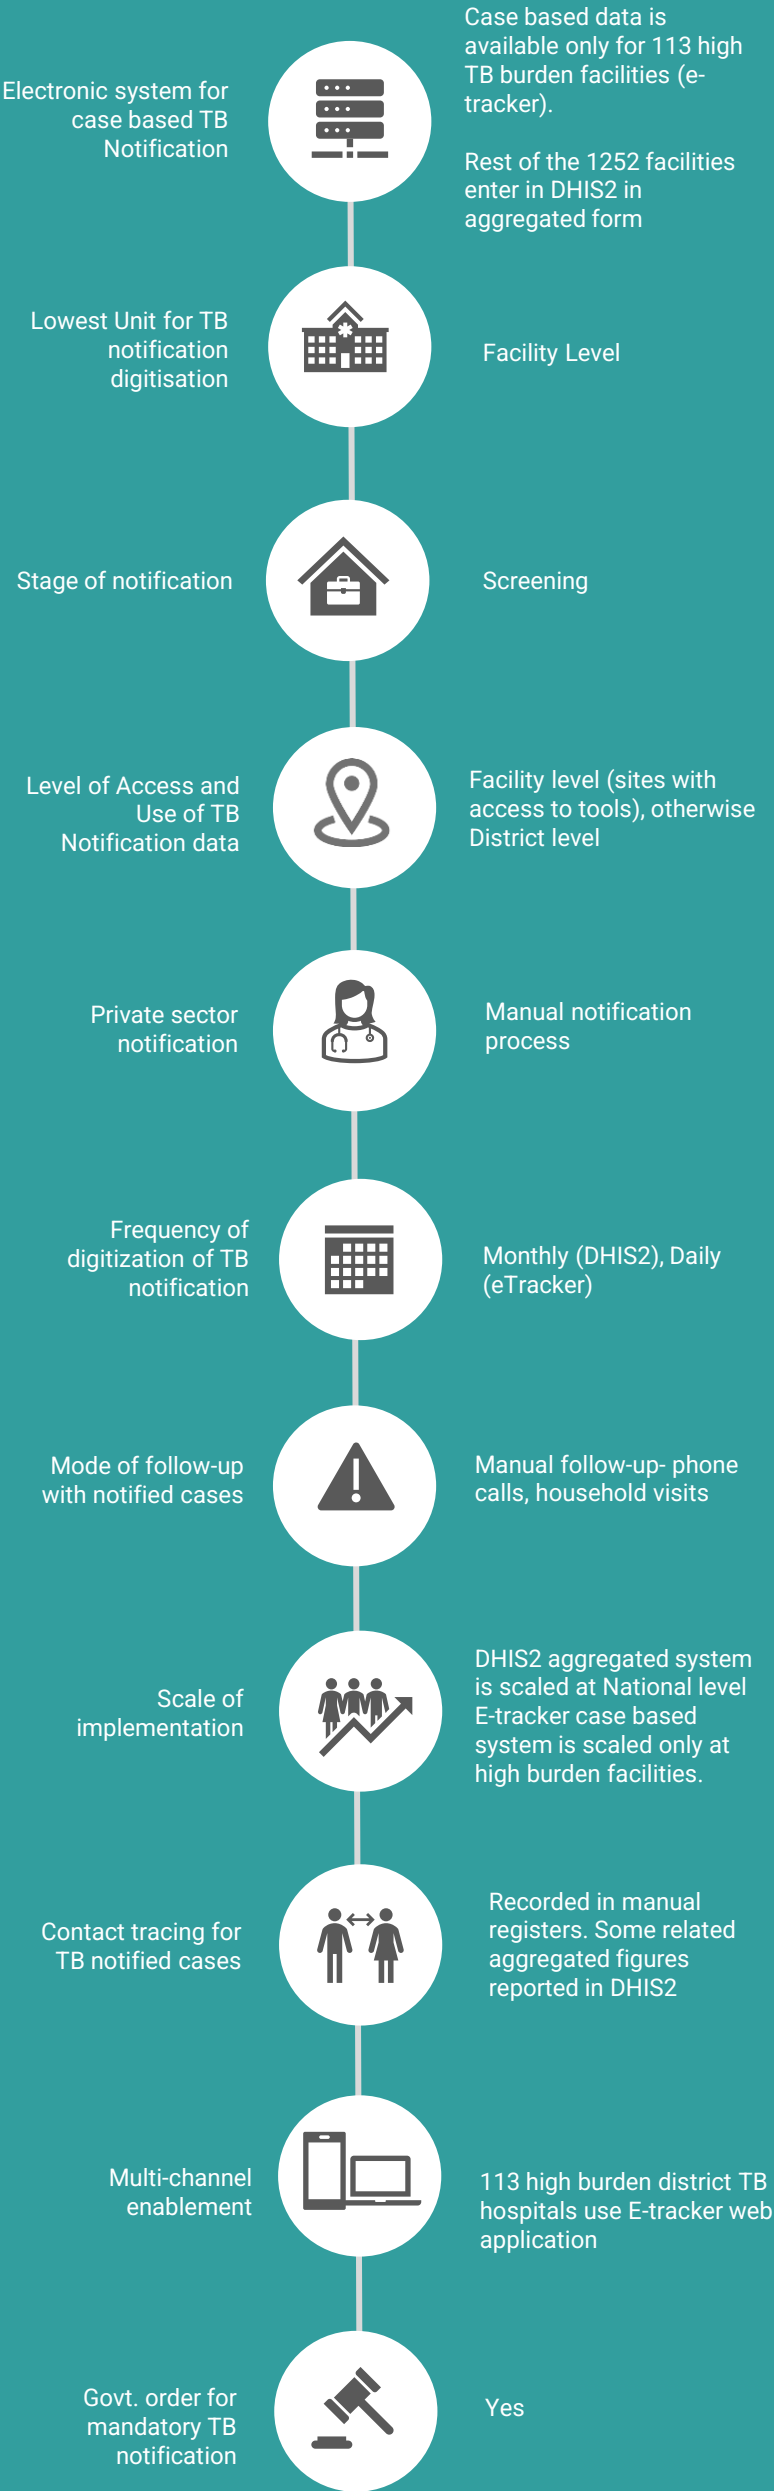 Electronic system for
case based TB
Notification
Case based data is
available only for 113 high
TB burden facilities (e-
tracker).
Rest of the 1252 facilities
enter in DHIS2 in
aggregated form
Lowest Unit for TB
notification
digitisation
Facility Level
Stage of notification
Screening
Level of Access and
Use of TB
Notification data
Facility level (sites with
access to tools), otherwise
District level
Private sector
notification
Manual notification
process
Frequency of
digitization of TB
notification
Monthly (DHIS2), Daily
(eTracker)
Mode of follow-up
with notified cases
Manual follow-up- phone
calls, household visits
Scale of
implementation
DHIS2 aggregated system
is scaled at National level
E-tracker case based
system is scaled only at
high burden facilities.
Contact tracing for
TB notified cases
Recorded in manual
registers. Some related
aggregated figures
reported in DHIS2
Multi-channel
enablement
113 high burden district TB
hospitals use E-tracker web
application
Govt. order for
mandatory TB
notification
Yes